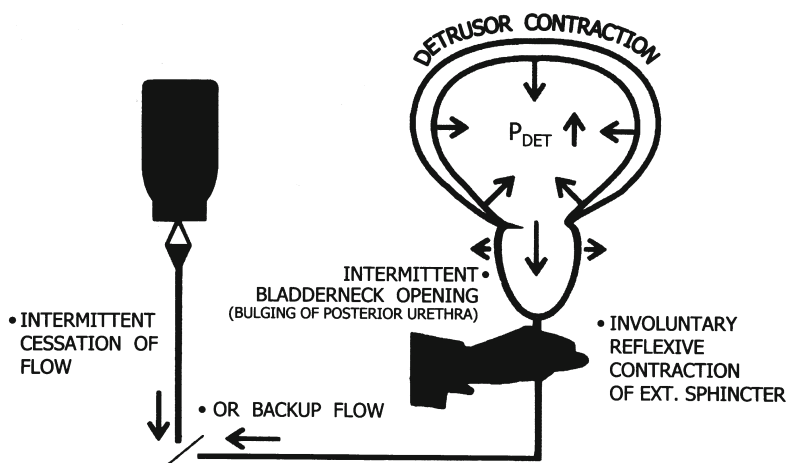 DETRUSOR CONTRACTION
P DET
INTERMITTENT •
BLADDERNECK OPENING
(BULGING OF POSTERIOR URETHRA)
• INTERMITTENT
CESSATION OF
FLOW
• INVOLUNTARY
REFLEXIVE
CONTRACTION
OF EXT. SPHINCTER
• OR BACKUP FLOW